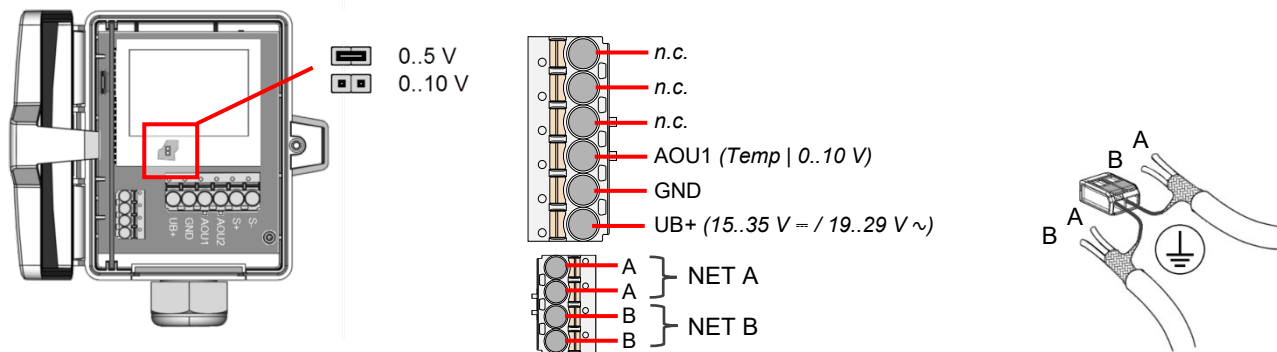 0..5 V
0..10 V
UB+
GND
AOU1
AOU2
S+
S-
n.c.
n.c.
n.c.
AOU1 (Temp | 0..10 V)
GND
UB+ (15..35 V ⎓ / 19..29 V ~)
A
A
NET A
B
B
NET B
A
B
A
B